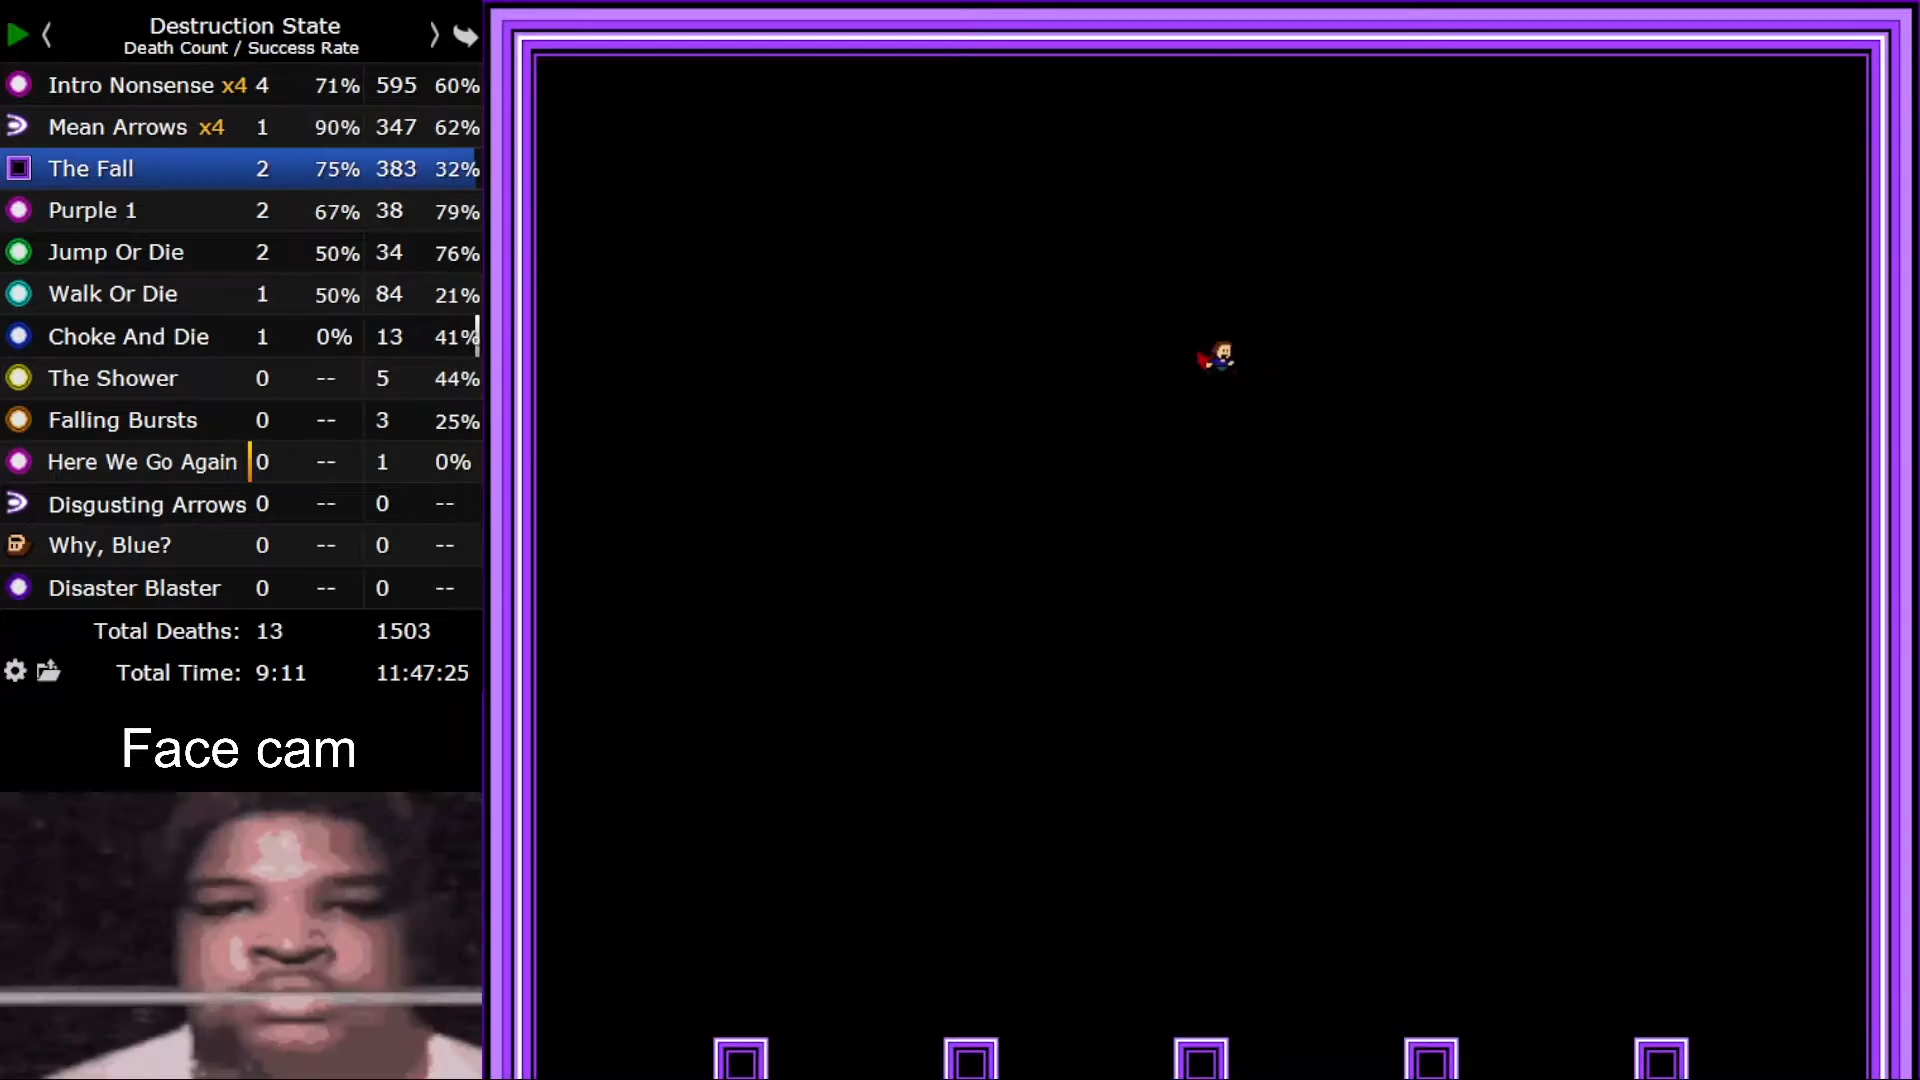 Destruction State
Death Count / Success Rate
Intro Nonsense x4 4 71% 595 60%
Mean Arrows x4 1 90% 347 62%
The Fall 2 75% 383 32%
Purple 1 2 67% 38 79%
Jump Or Die 2 50% 34 76%
Walk Or Die 1 50% 84 21%
Choke And Die 1 0% 13 41%
The Shower 0 -- 5 44%
Falling Bursts 0 -- 3 25%
Here We Go Again 0 -- 1 0%
Disgusting Arrows 0 -- 0 --
Why, Blue? 0 -- 0 --
Disaster Blaster 0 -- 0 --
Total Deaths: 13 1503
Total Time: 9:11 11:47:25
Face cam